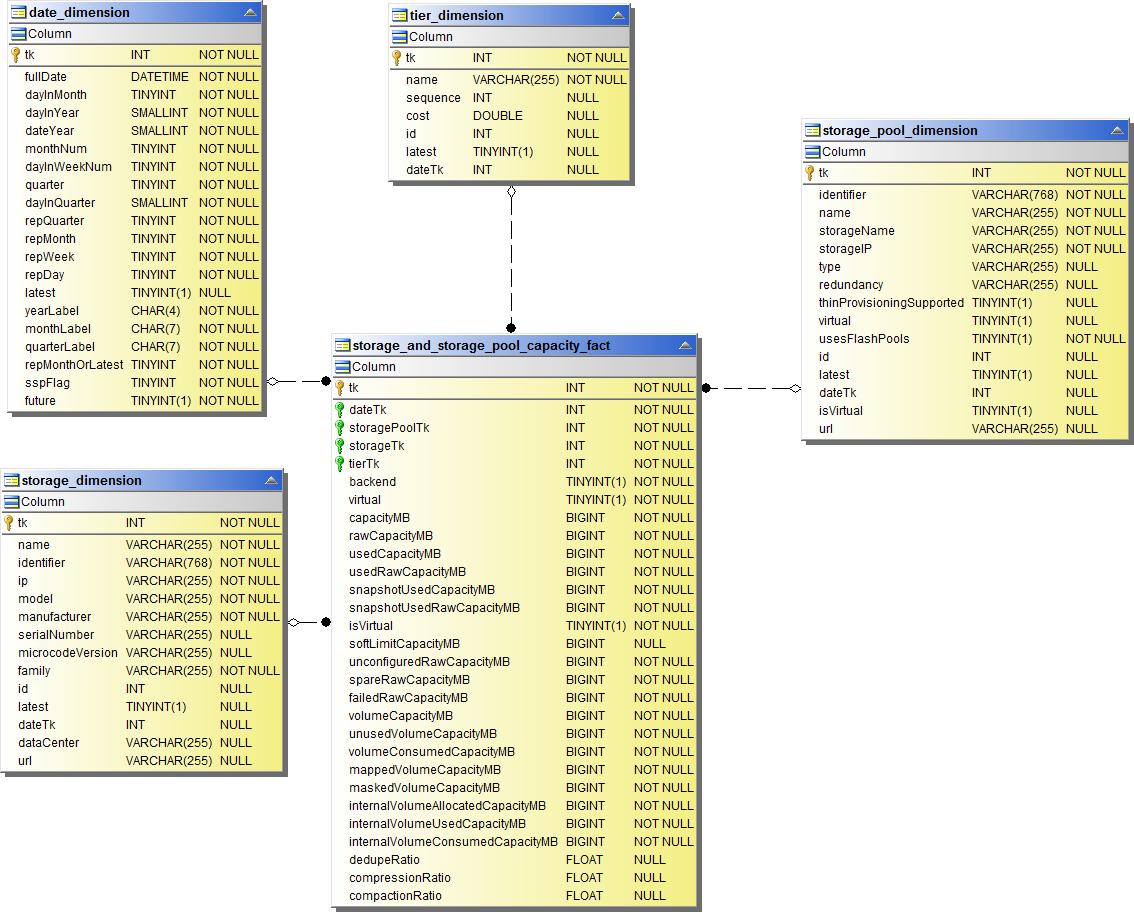 date_dimension
Column
tk INT NOT NULL
fullDate DATETIME NOT NULL
dayInMonth TINYINT NOT NULL
dayInYear SMALLINT NOT NULL
dateYear SMALLINT NOT NULL
monthNum TINYINT NOT NULL
dayInWeekNum TINYINT NOT NULL
quarter TINYINT NOT NULL
dayInQuarter SMALLINT NOT NULL
repQuarter TINYINT NOT NULL
repMonth TINYINT NOT NULL
repWeek TINYINT NOT NULL
repDay TINYINT NOT NULL
latest TINYINT(1) NULL
yearLabel CHAR(4) NOT NULL
monthLabel CHAR(7) NOT NULL
quarterLabel CHAR(7) NOT NULL
repMonthOrLatest TINYINT NOT NULL
sspFlag TINYINT NOT NULL
future TINYINT(1) NOT NULL
tier_dimension
Column
tk INT NOT NULL
name VARCHAR(255) NOT NULL
sequence INT NULL
cost DOUBLE NULL
id INT NULL
latest TINYINT(1) NULL
dateTk INT NULL
storage_pool_dimension
Column
tk INT NOT NULL
identifier VARCHAR(768) NOT NULL
name VARCHAR(255) NOT NULL
storageName VARCHAR(255) NOT NULL
storageIP VARCHAR(255) NOT NULL
type VARCHAR(255) NULL
redundancy VARCHAR(255) NULL
thinProvisioningSupported TINYINT(1) NULL
virtual TINYINT(1) NULL
usesFlashPools TINYINT(1) NOT NULL
id INT NULL
latest TINYINT(1) NULL
dateTk INT NULL
isVirtual TINYINT(1) NULL
url VARCHAR(255) NULL
storage_dimension
Column
tk INT NOT NULL
name VARCHAR(255) NOT NULL
identifier VARCHAR(768) NOT NULL
ip VARCHAR(255) NOT NULL
model VARCHAR(255) NOT NULL
manufacturer VARCHAR(255) NOT NULL
serialNumber VARCHAR(255) NULL
microcodeVersion VARCHAR(255) NULL
family VARCHAR(255) NOT NULL
id INT NULL
latest TINYINT(1) NULL
dateTk INT NULL
dataCenter VARCHAR(255) NULL
url VARCHAR(255) NULL
storage_and_storage_pool_capacity_fact
Column
tk INT NOT NULL
dateTk INT NOT NULL
storagePoolTk INT NOT NULL
storageTk INT NOT NULL
tierTk INT NOT NULL
backend TINYINT(1) NOT NULL
virtual TINYINT(1) NOT NULL
capacityMB BIGINT NOT NULL
rawCapacityMB BIGINT NOT NULL
usedCapacityMB BIGINT NOT NULL
usedRawCapacityMB BIGINT NOT NULL
snapshotUsedCapacityMB BIGINT NOT NULL
snapshotUsedRawCapacityMB BIGINT NOT NULL
isVirtual TINYINT(1) NOT NULL
softLimitCapacityMB BIGINT NULL
unconfiguredRawCapacityMB BIGINT NOT NULL
spareRawCapacityMB BIGINT NOT NULL
failedRawCapacityMB BIGINT NOT NULL
volumeCapacityMB BIGINT NOT NULL
unusedVolumeCapacityMB BIGINT NOT NULL
volumeConsumedCapacityMB BIGINT NOT NULL
mappedVolumeCapacityMB BIGINT NOT NULL
maskedVolumeCapacityMB BIGINT NOT NULL
internalVolumeAllocatedCapacityMB BIGINT NOT NULL
internalVolumeUsedCapacityMB BIGINT NOT NULL
internalVolumeConsumedCapacityMB BIGINT NOT NULL
dedupeRatio FLOAT NULL
compressionRatio FLOAT NULL
compactionRatio FLOAT NULL